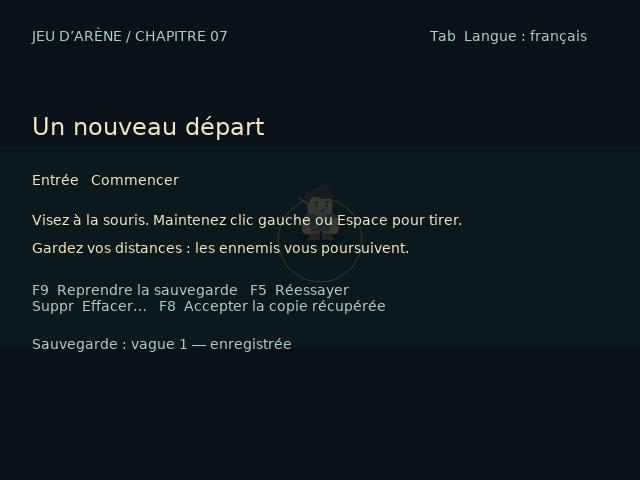 JEU D’ARÈNE / CHAPITRE 07
Tab  Langue : français
Un nouveau départ
Entrée   Commencer
Visez à la souris. Maintenez clic gauche ou Espace pour tirer.
Gardez vos distances : les ennemis vous poursuivent.
F9  Reprendre la sauvegarde   F5  Réessayer
Suppr  Effacer…   F8  Accepter la copie récupérée
Sauvegarde : vague 1 — enregistrée